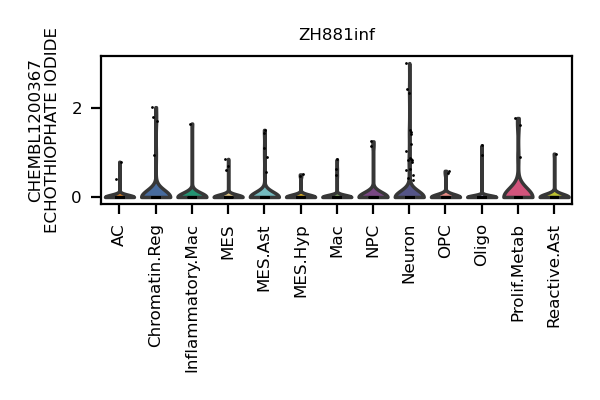 ZH881inf
CHEMBL1200367
ECHOTHIOPHATE IODIDE
2
0
AC
Chromatin.Reg
Inflammatory.Mac
MES
MES.Ast
MES.Hyp
Mac
NPC
Neuron
OPC
Oligo
Prolif.Metab
Reactive.Ast